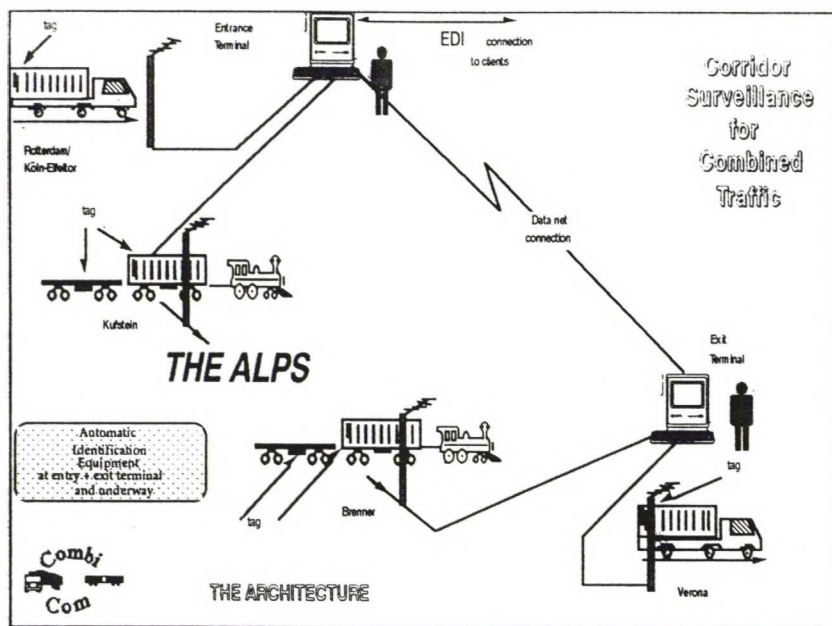 tag
Entrance
Terminal
EDI connection
to clients
Corridor
Surveillance
for
Combined
Traffic
Rotterdam/
Köln-Eifeltor
tag
Data net
connection
Kufstein
THE ALPS
Exit
Terminal
Automatic
Identification
Equipment
at entry + exit terminal
and underway
tag
Brenner
tag
Verona
Combi
Com
THE ARCHITECTURE